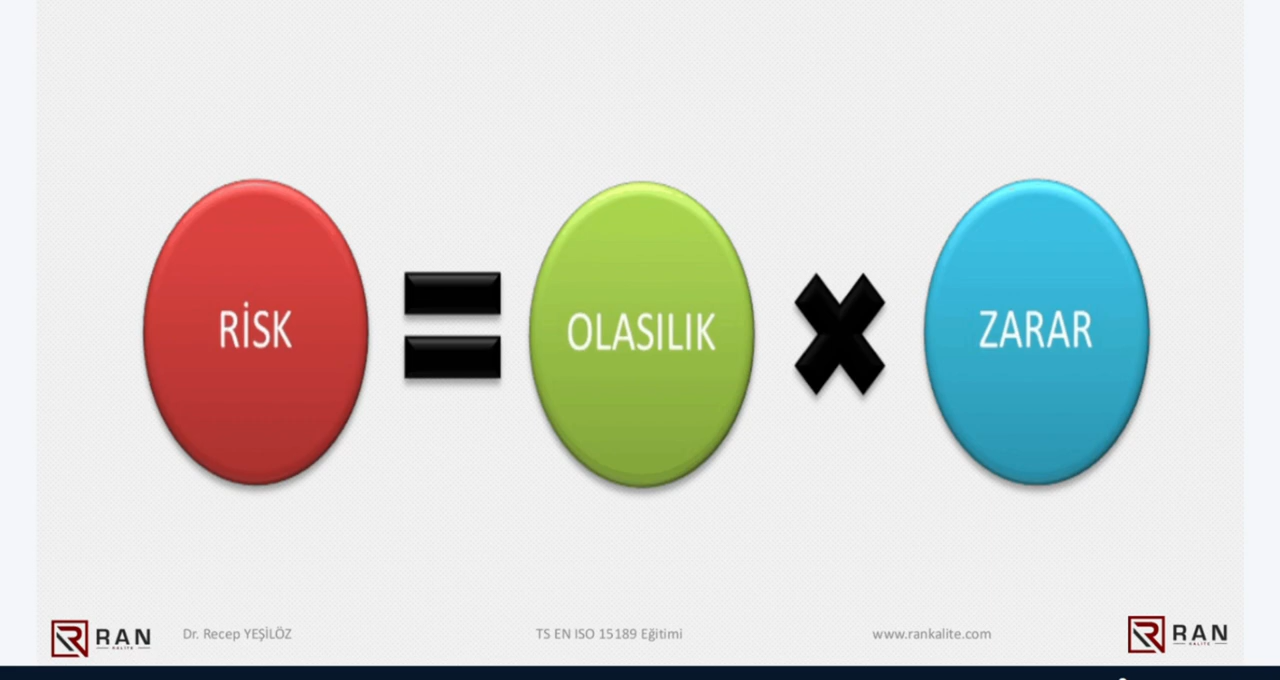 RİSK
OLASILIK
ZARAR
RAN
KALİTE
Dr. Recep YEŞİLÖZ
TS EN ISO 15189 Eğitimi
www.rankalite.com
RAN
KALİTE